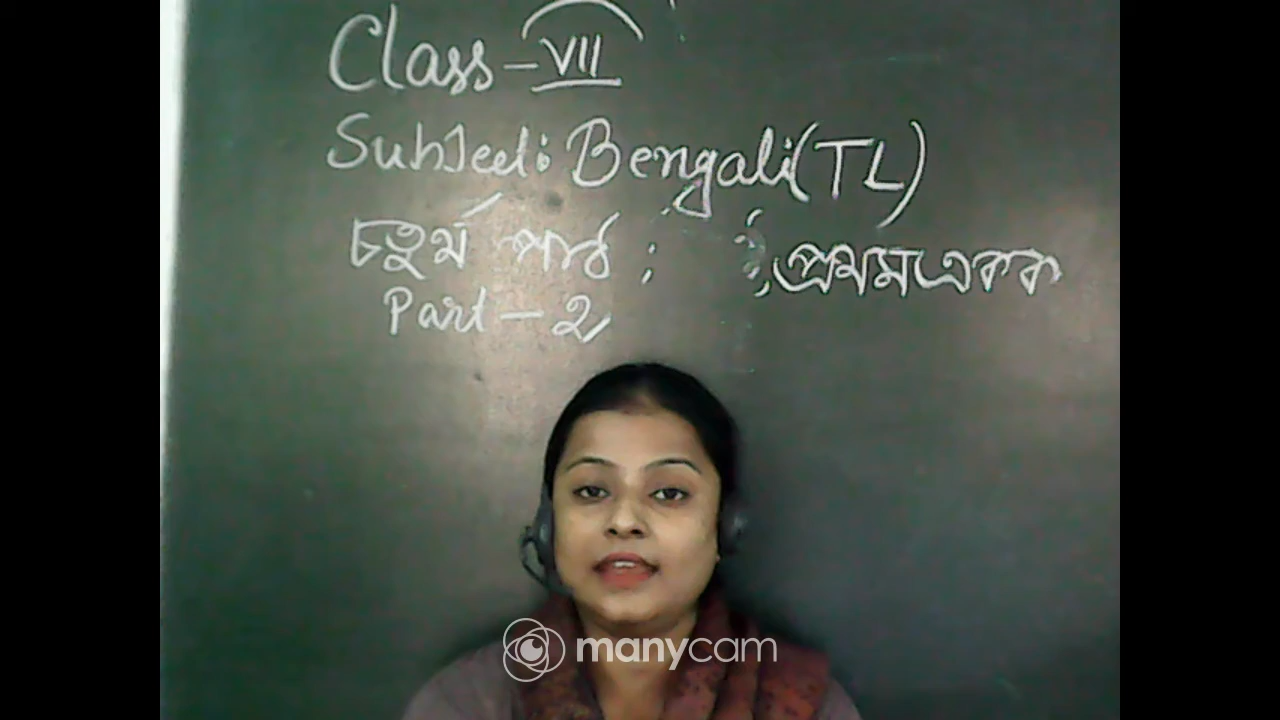 Class - VII
Subject: Bengali (TL)
চতুর্থ পাঠ : প্রথম একক
Part - 2
manycam